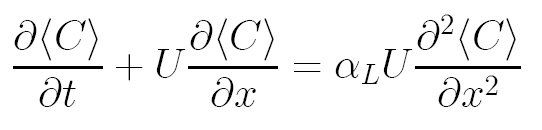 ∂⟨C⟩/∂t + U ∂⟨C⟩/∂x = α_L U ∂²⟨C⟩/∂x²